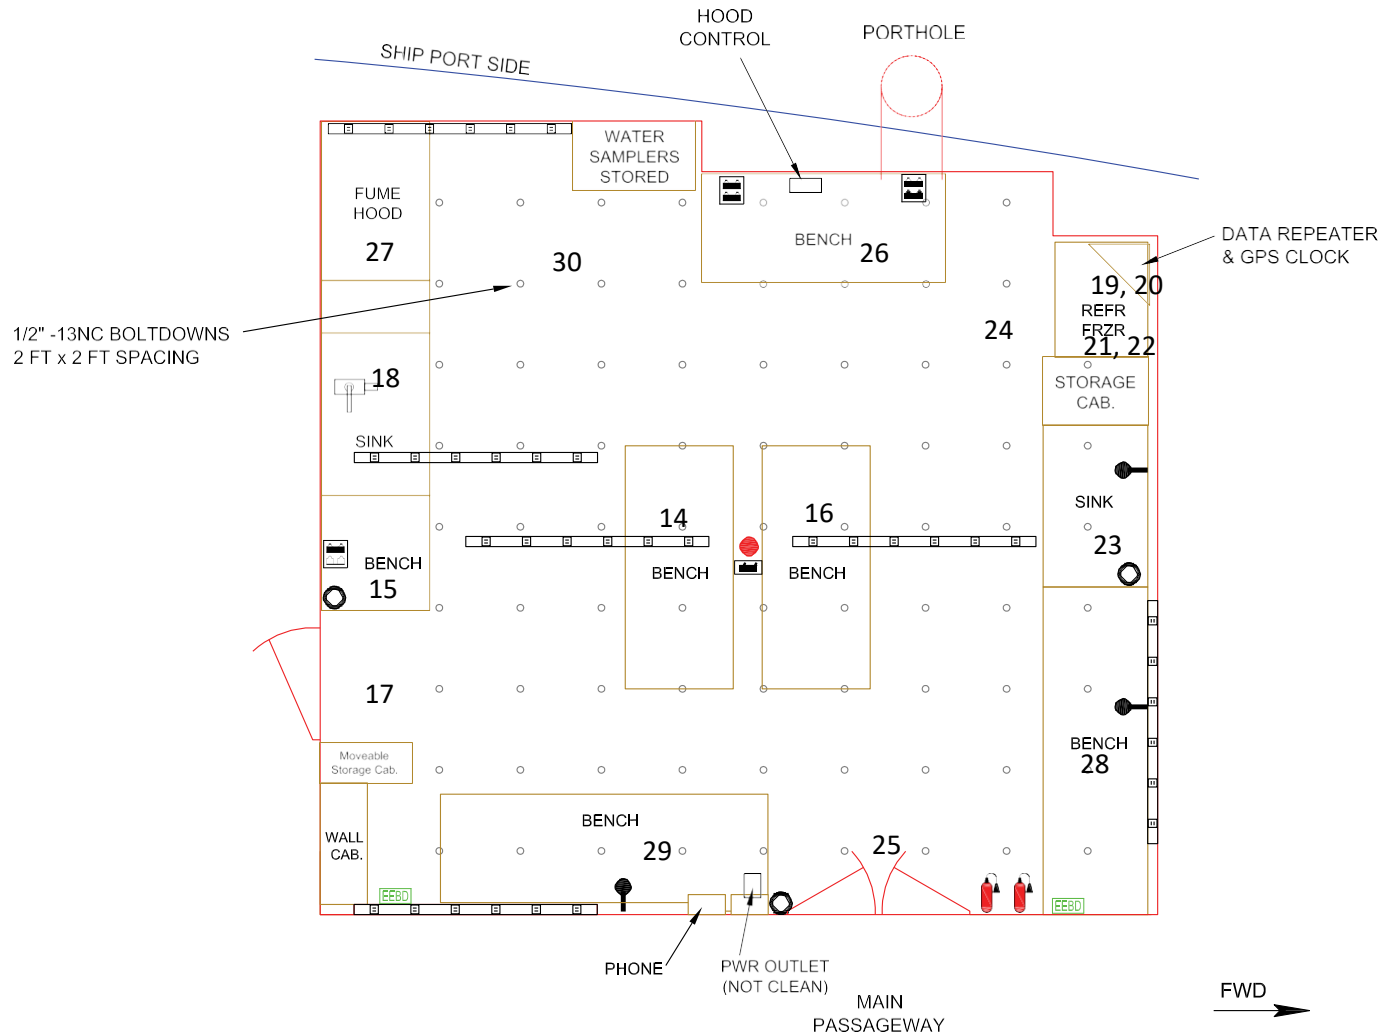 HOOD
CONTROL
PORTHOLE
SHIP PORT SIDE
WATER
SAMPLERS
STORED
FUME
HOOD
27
30
BENCH
26
DATA REPEATER
& GPS CLOCK
19, 20
REFR
FRZR
21, 22
24
1/2" -13NC BOLTDOWNS
2 FT x 2 FT SPACING
18
STORAGE
CAB.
SINK
SINK
14
16
23
BENCH
15
BENCH
BENCH
17
BENCH
28
Moveable
Storage Cab.
WALL
CAB.
BENCH
29
25
EEBD
EEBD
PHONE
PWR OUTLET
(NOT CLEAN)
MAIN
PASSAGEWAY
FWD